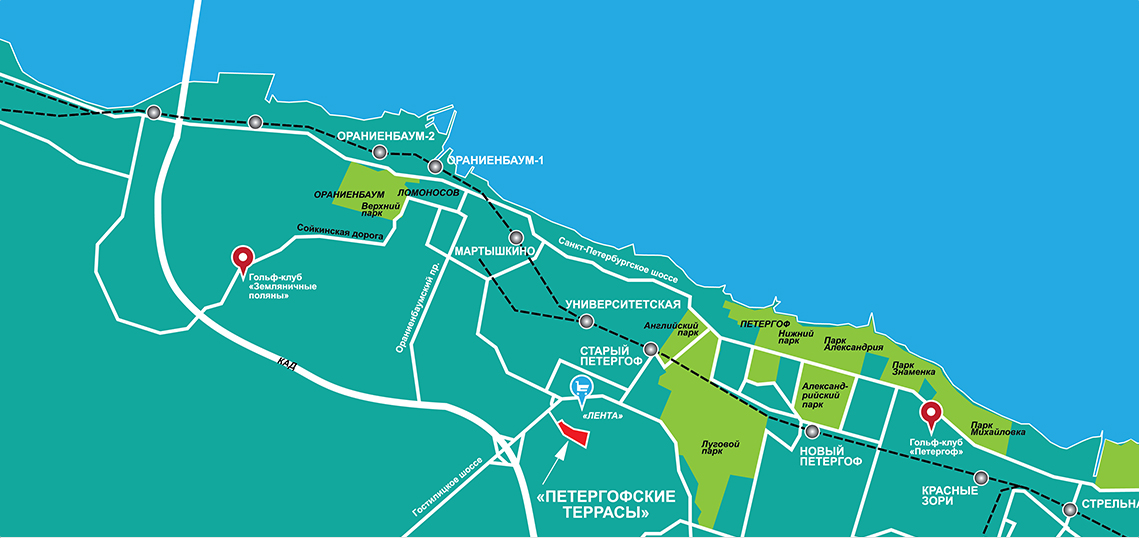 ОРАНИЕНБАУМ-2
ОРАНИЕНБАУМ-1
ОРАНИЕНБАУМ
ЛОМОНОСОВ
Верхний
парк
Сойкинская дорога
МАРТЫШКИНО
Санкт-Петербургское шоссе
Гольф-клуб
«Земляничные
поляны»
Ораниенбаумский пр.
УНИВЕРСИТЕТСКАЯ
Английский
парк
ПЕТЕРГОФ
Нижний
парк
Парк
Александрия
СТАРЫЙ
ПЕТЕРГОФ
КАД
Парк
Знаменка
Александ-
рийский
парк
«ЛЕНТА»
Парк
Михайловка
Гольф-клуб
«Петергоф»
Луговой
парк
НОВЫЙ
ПЕТЕРГОФ
Гостилицкое шоссе
КРАСНЫЕ
ЗОРИ
«ПЕТЕРГОФСКИЕ
ТЕРРАСЫ»
СТРЕЛЬНА